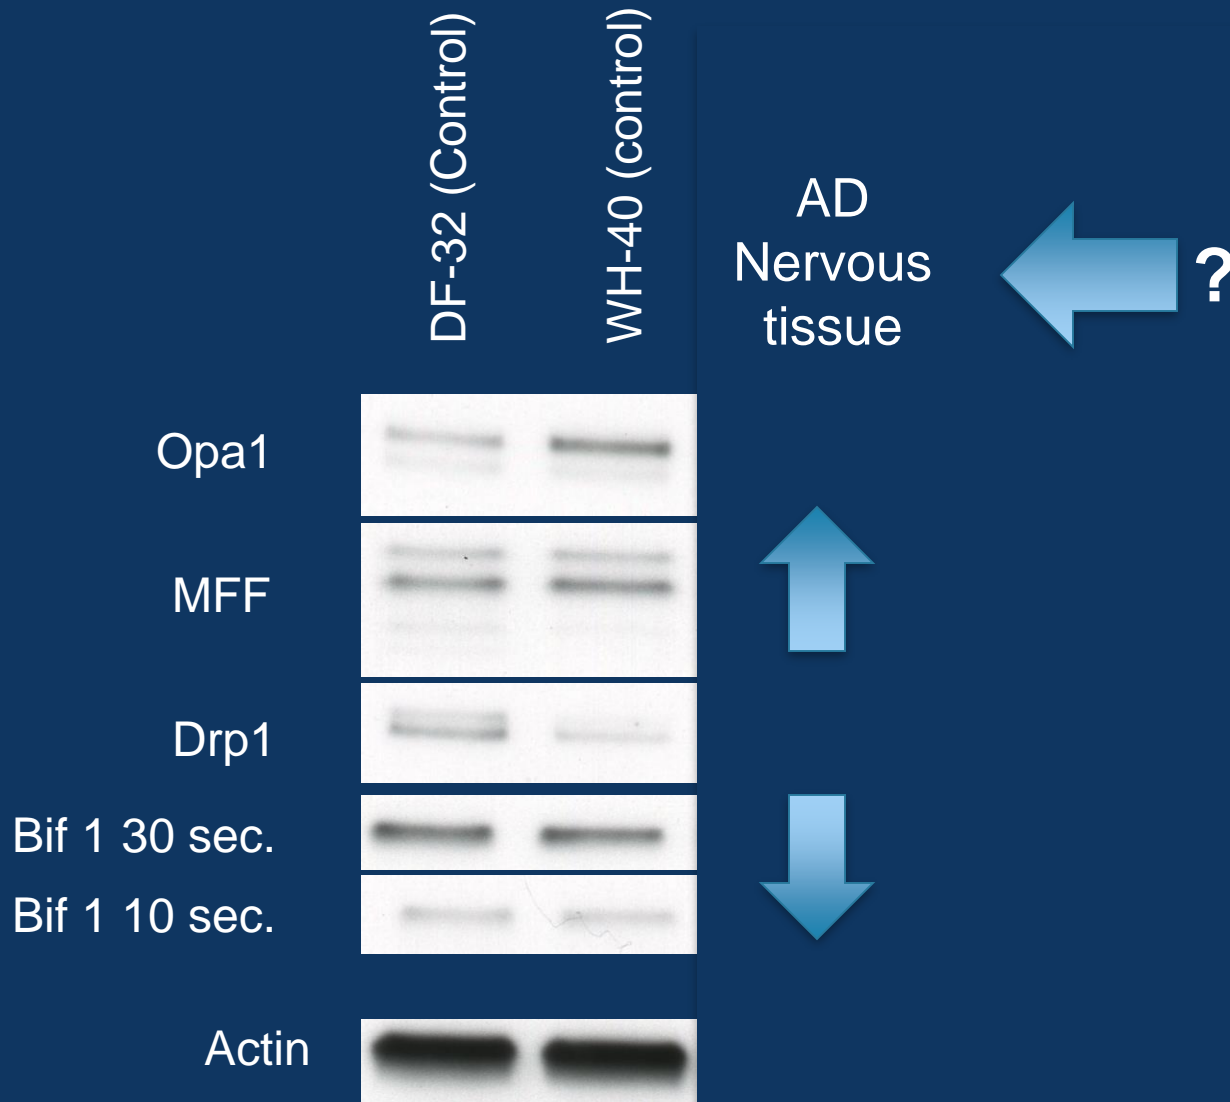 DF-32 (Control)
WH-40 (control)
AD
Nervous
tissue
?
Opa1
MFF
Drp1
Bif 1 30 sec.
Bif 1 10 sec.
Actin